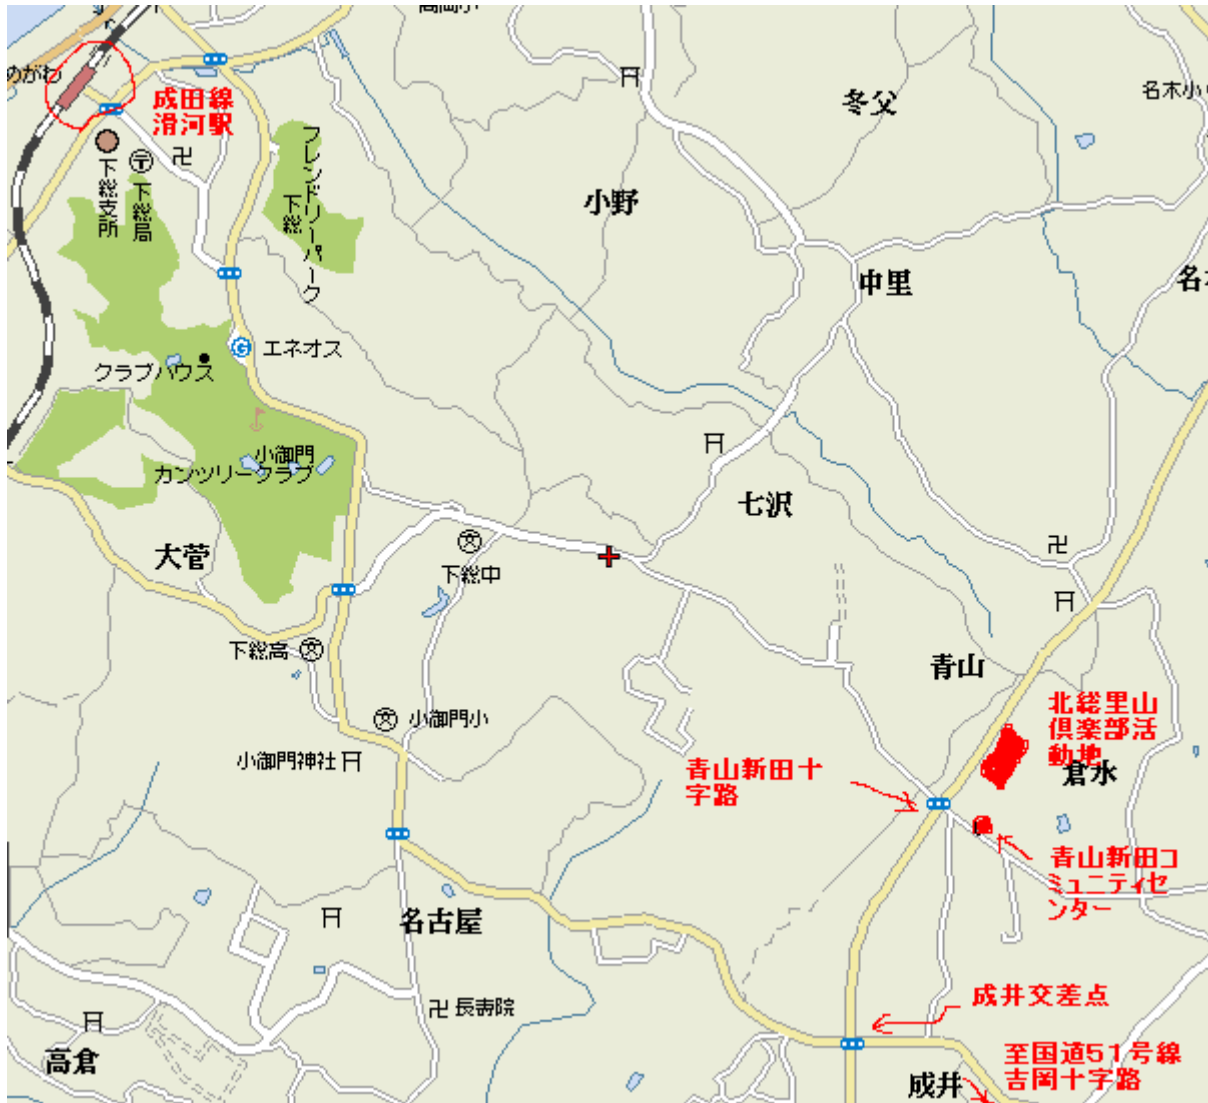 めがわ
成田線
滑河駅
下総支所
下総局
フレンドリーパーク
下総
冬父
名木小
小野
中里
エネオス
クラブハウス
小御門
カンツリークラブ
七沢
大菅
下総中
下総高
青山
小御門小
小御門神社
北総里山
倶楽部活
動地
倉水
青山新田十
字路
青山新田コ
ミュニティセ
ンター
名古屋
長寿院
成井交差点
高倉
至国道51号線
吉岡十字路
成井